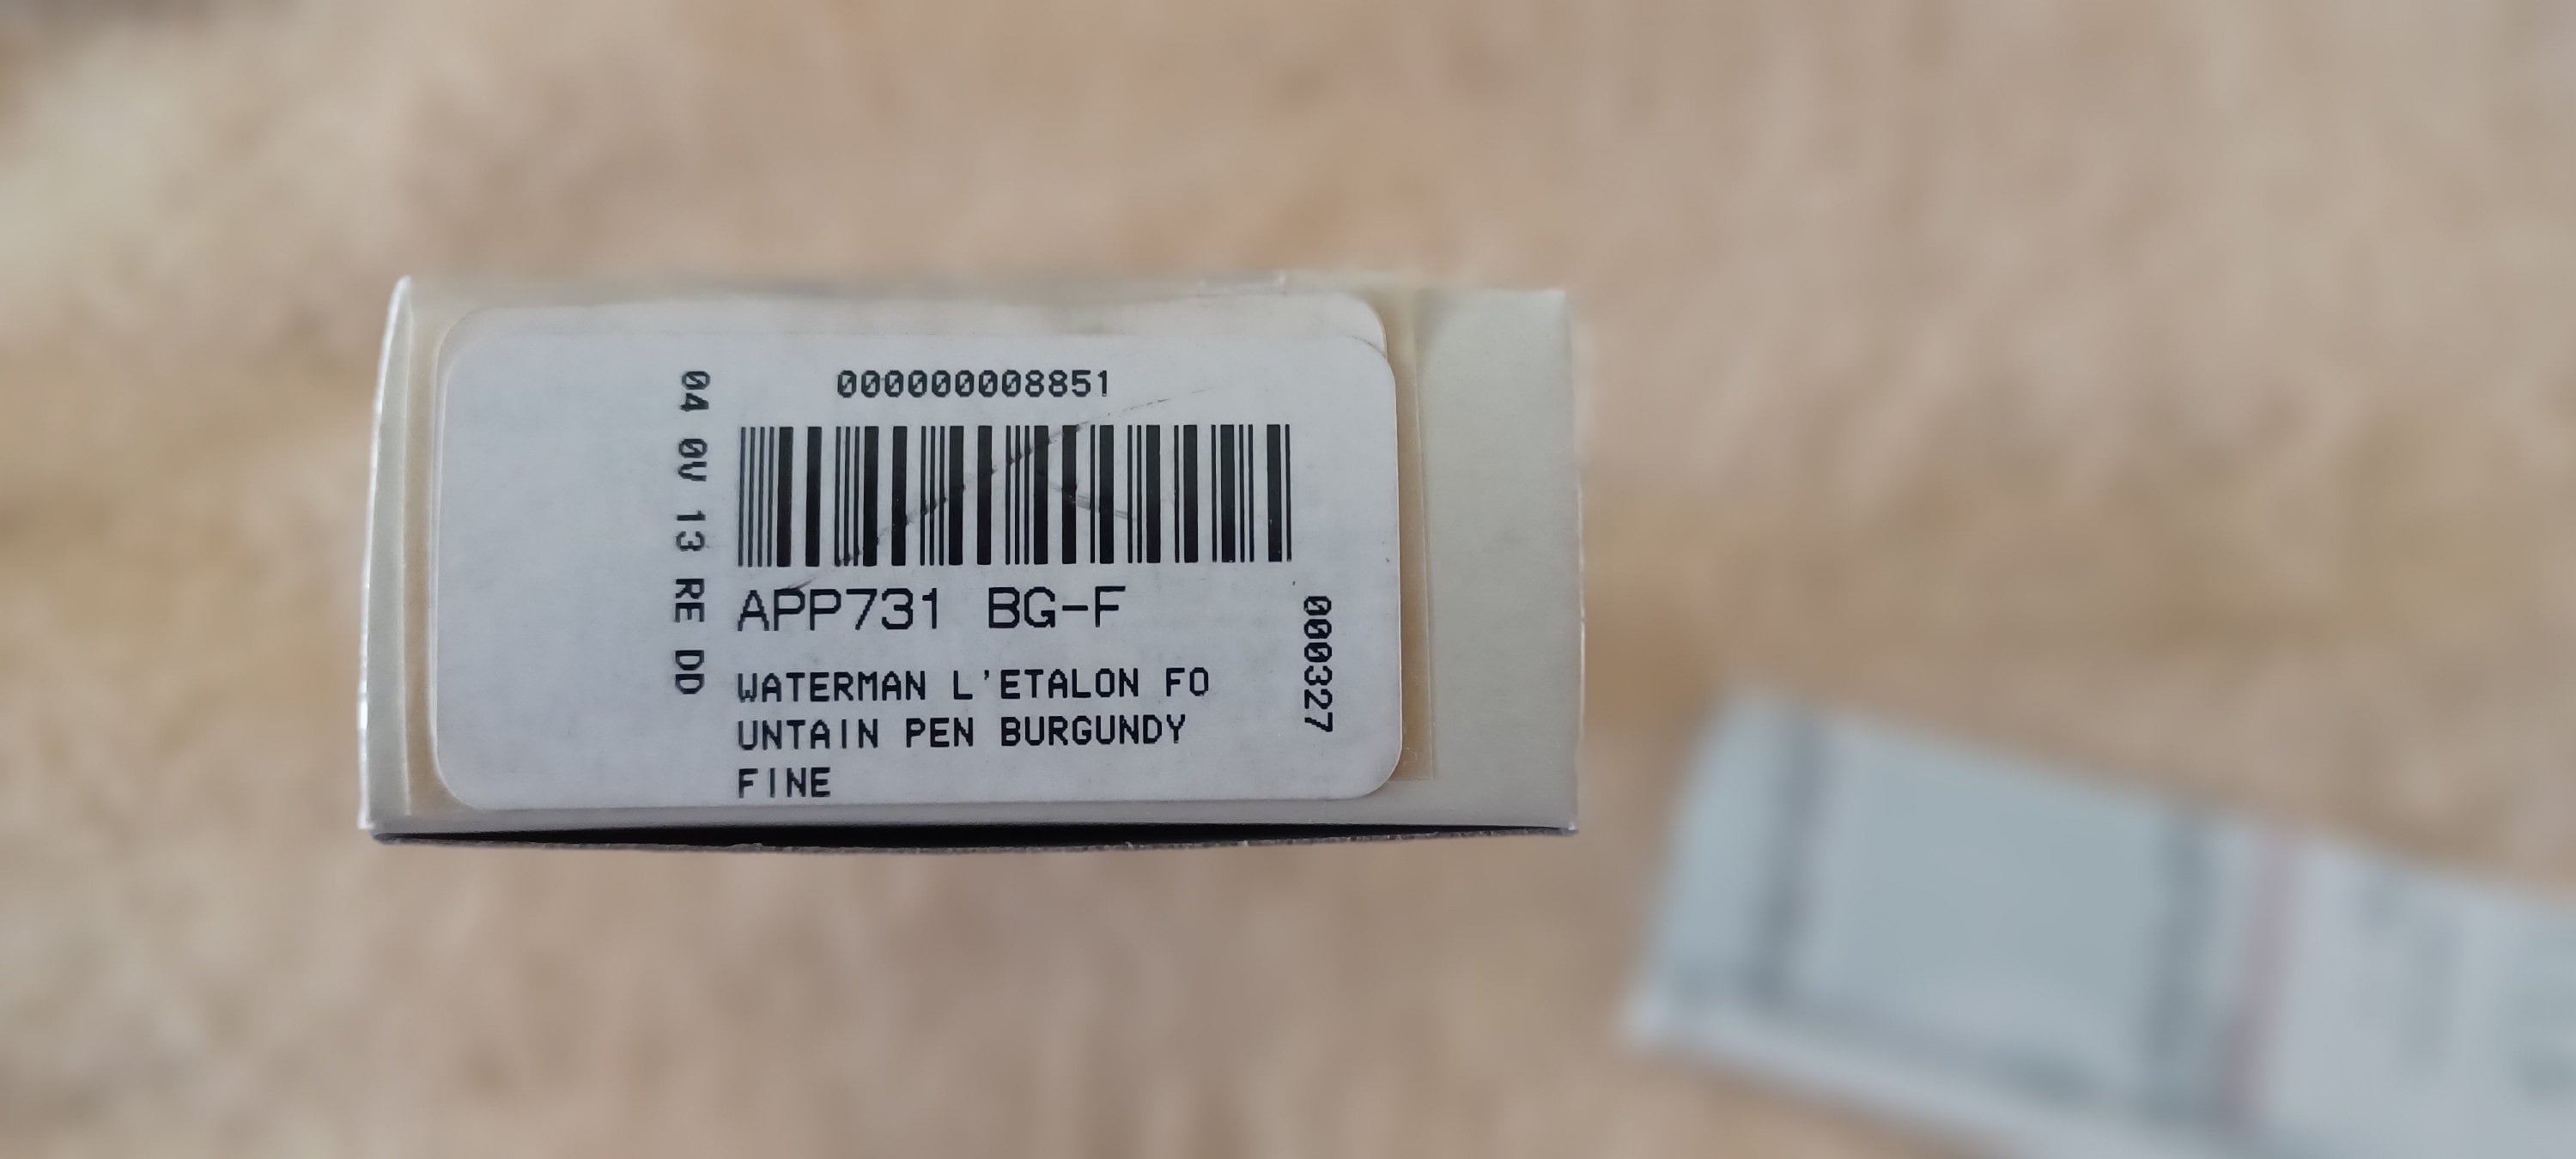 04 0V 13 RE DD
000000008851
APP731 BG-F
WATERMAN L'ETALON FO
UNTAIN PEN BURGUNDY
FINE
000327